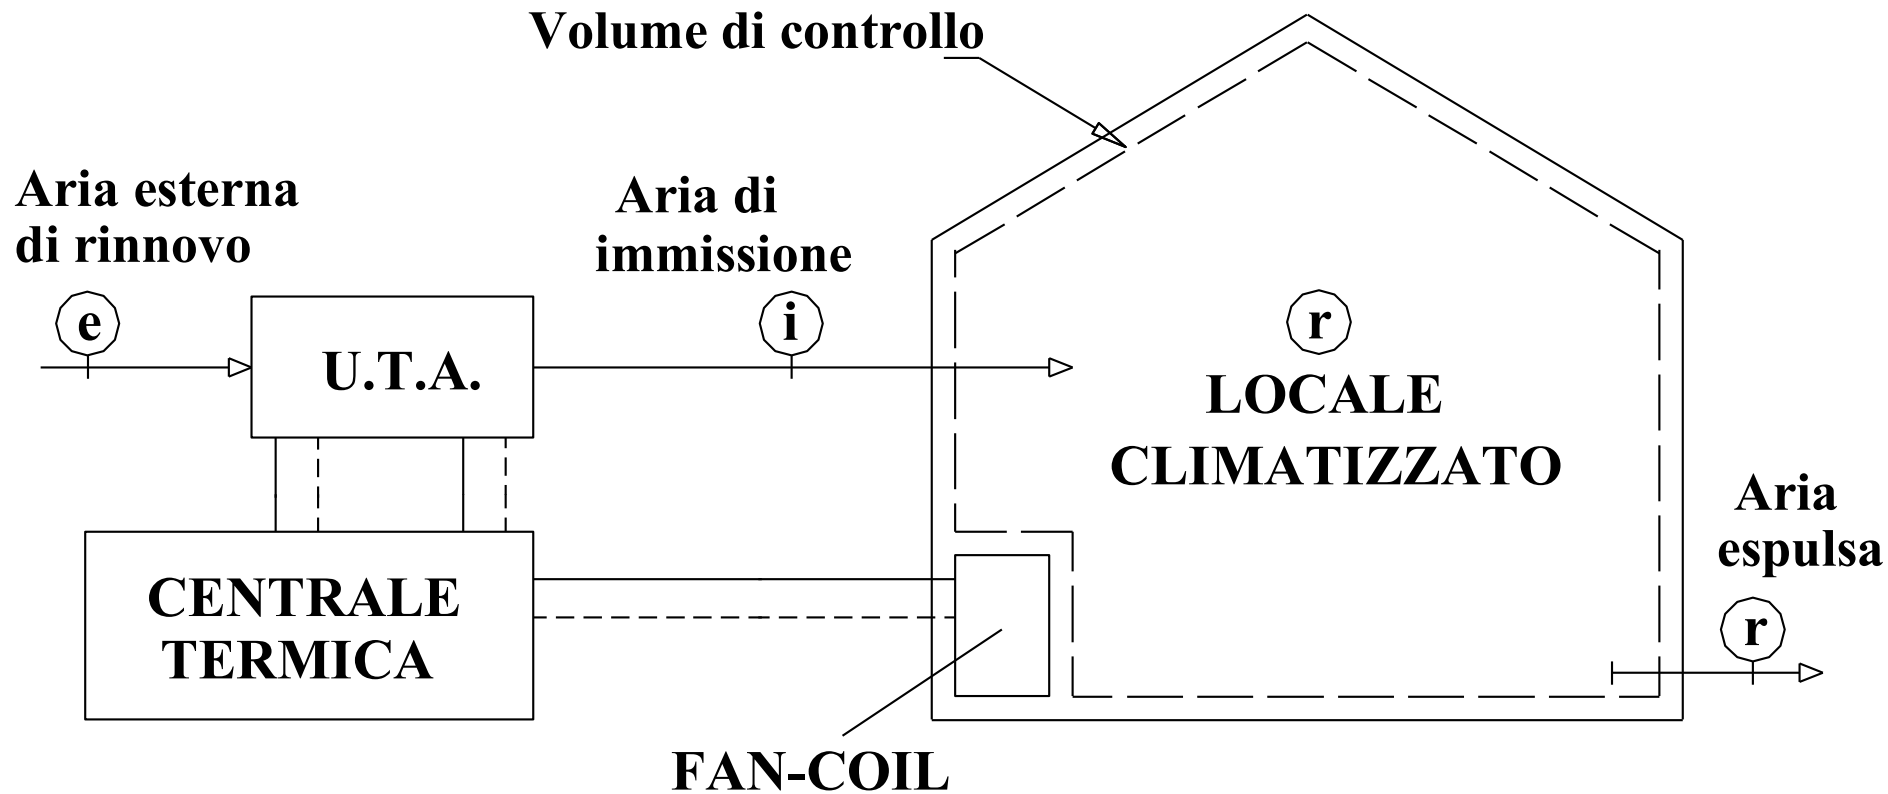 Volume di controllo
Aria esterna
di rinnovo
Aria di
immissione
e
i
r
U.T.A.
LOCALE
CLIMATIZZATO
Aria
espulsa
r
CENTRALE
TERMICA
FAN-COIL